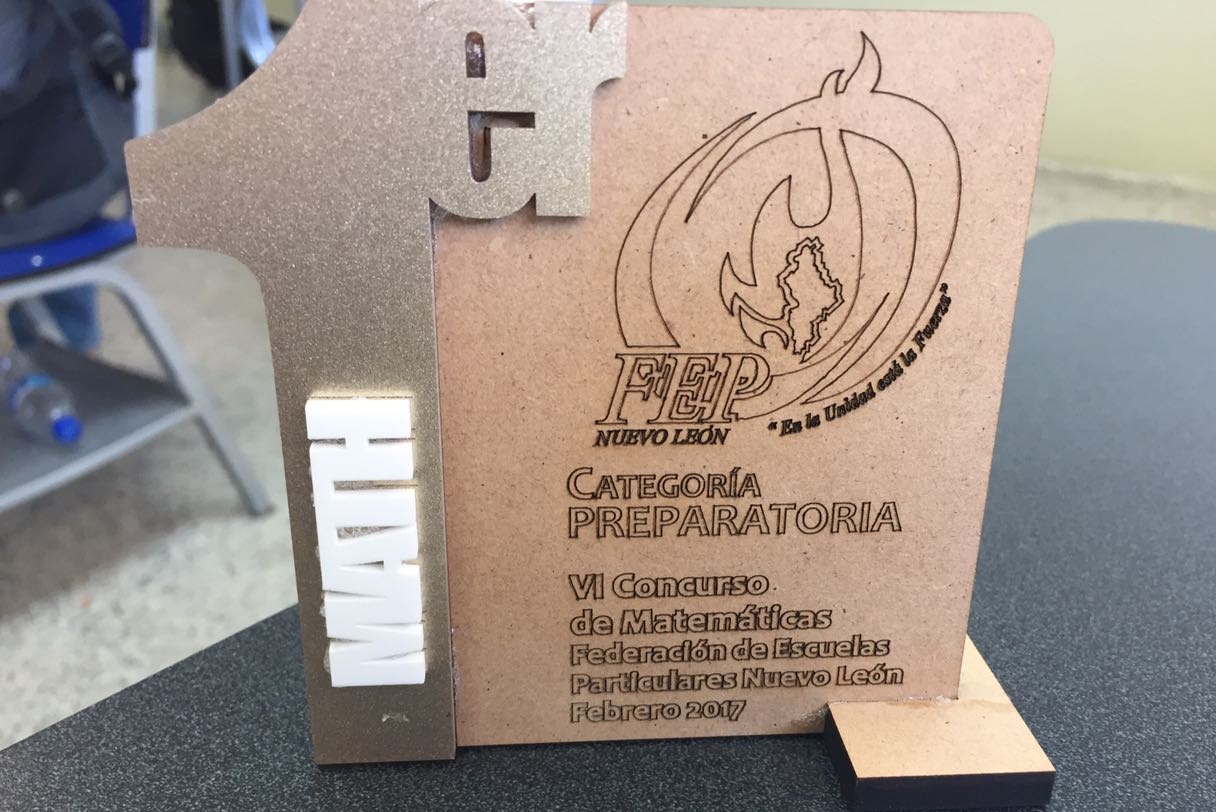 1er
MATH
FEP
NUEVO LEÓN
"En la Unidad está la Fuerza"
CATEGORÍA
PREPARATORIA
VI Concurso
de Matemáticas
Federación de Escuelas
Particulares Nuevo León
Febrero 2017